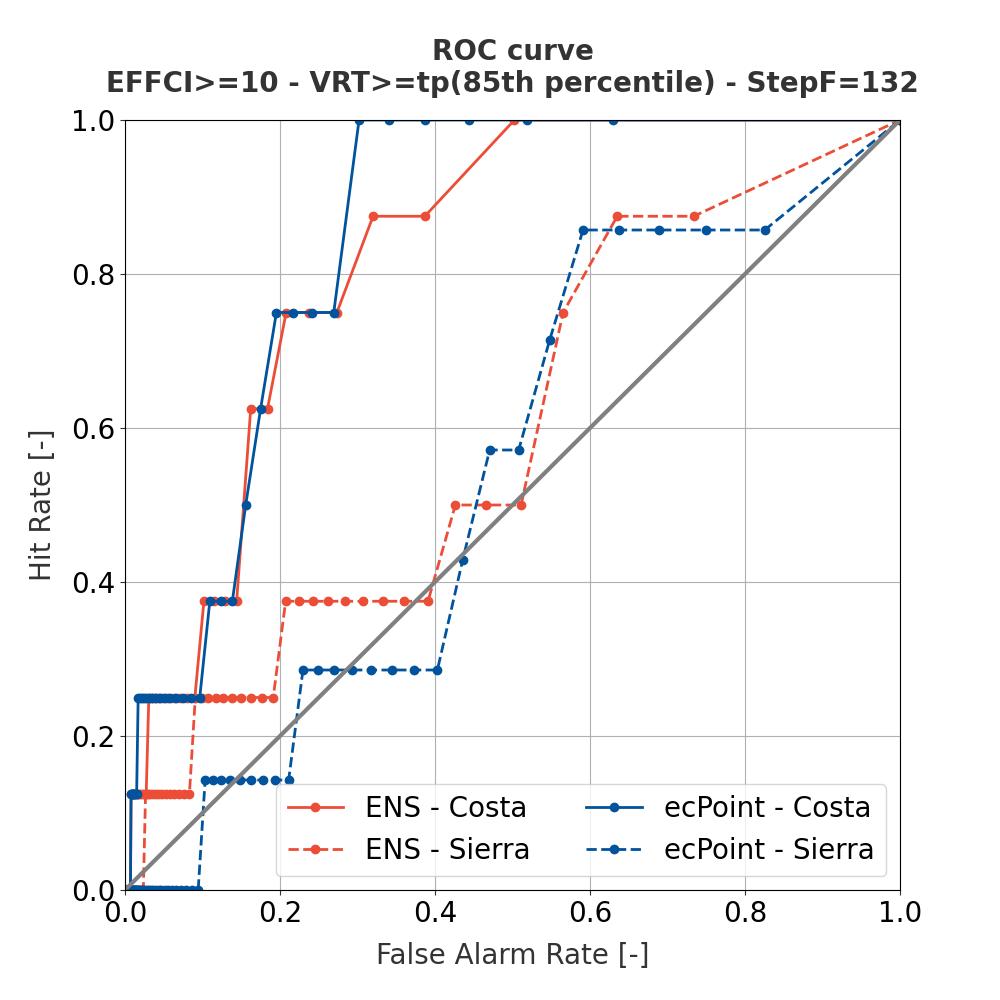 ROC curve
EFFCI>=10 - VRT>=tp(85th percentile) - StepF=132
1.0
0.8
0.6
0.4
0.2
0.0
Hit Rate [-]
ENS - Costa
ENS - Sierra
ecPoint - Costa
ecPoint - Sierra
0.0 0.2 0.4 0.6 0.8 1.0
False Alarm Rate [-]